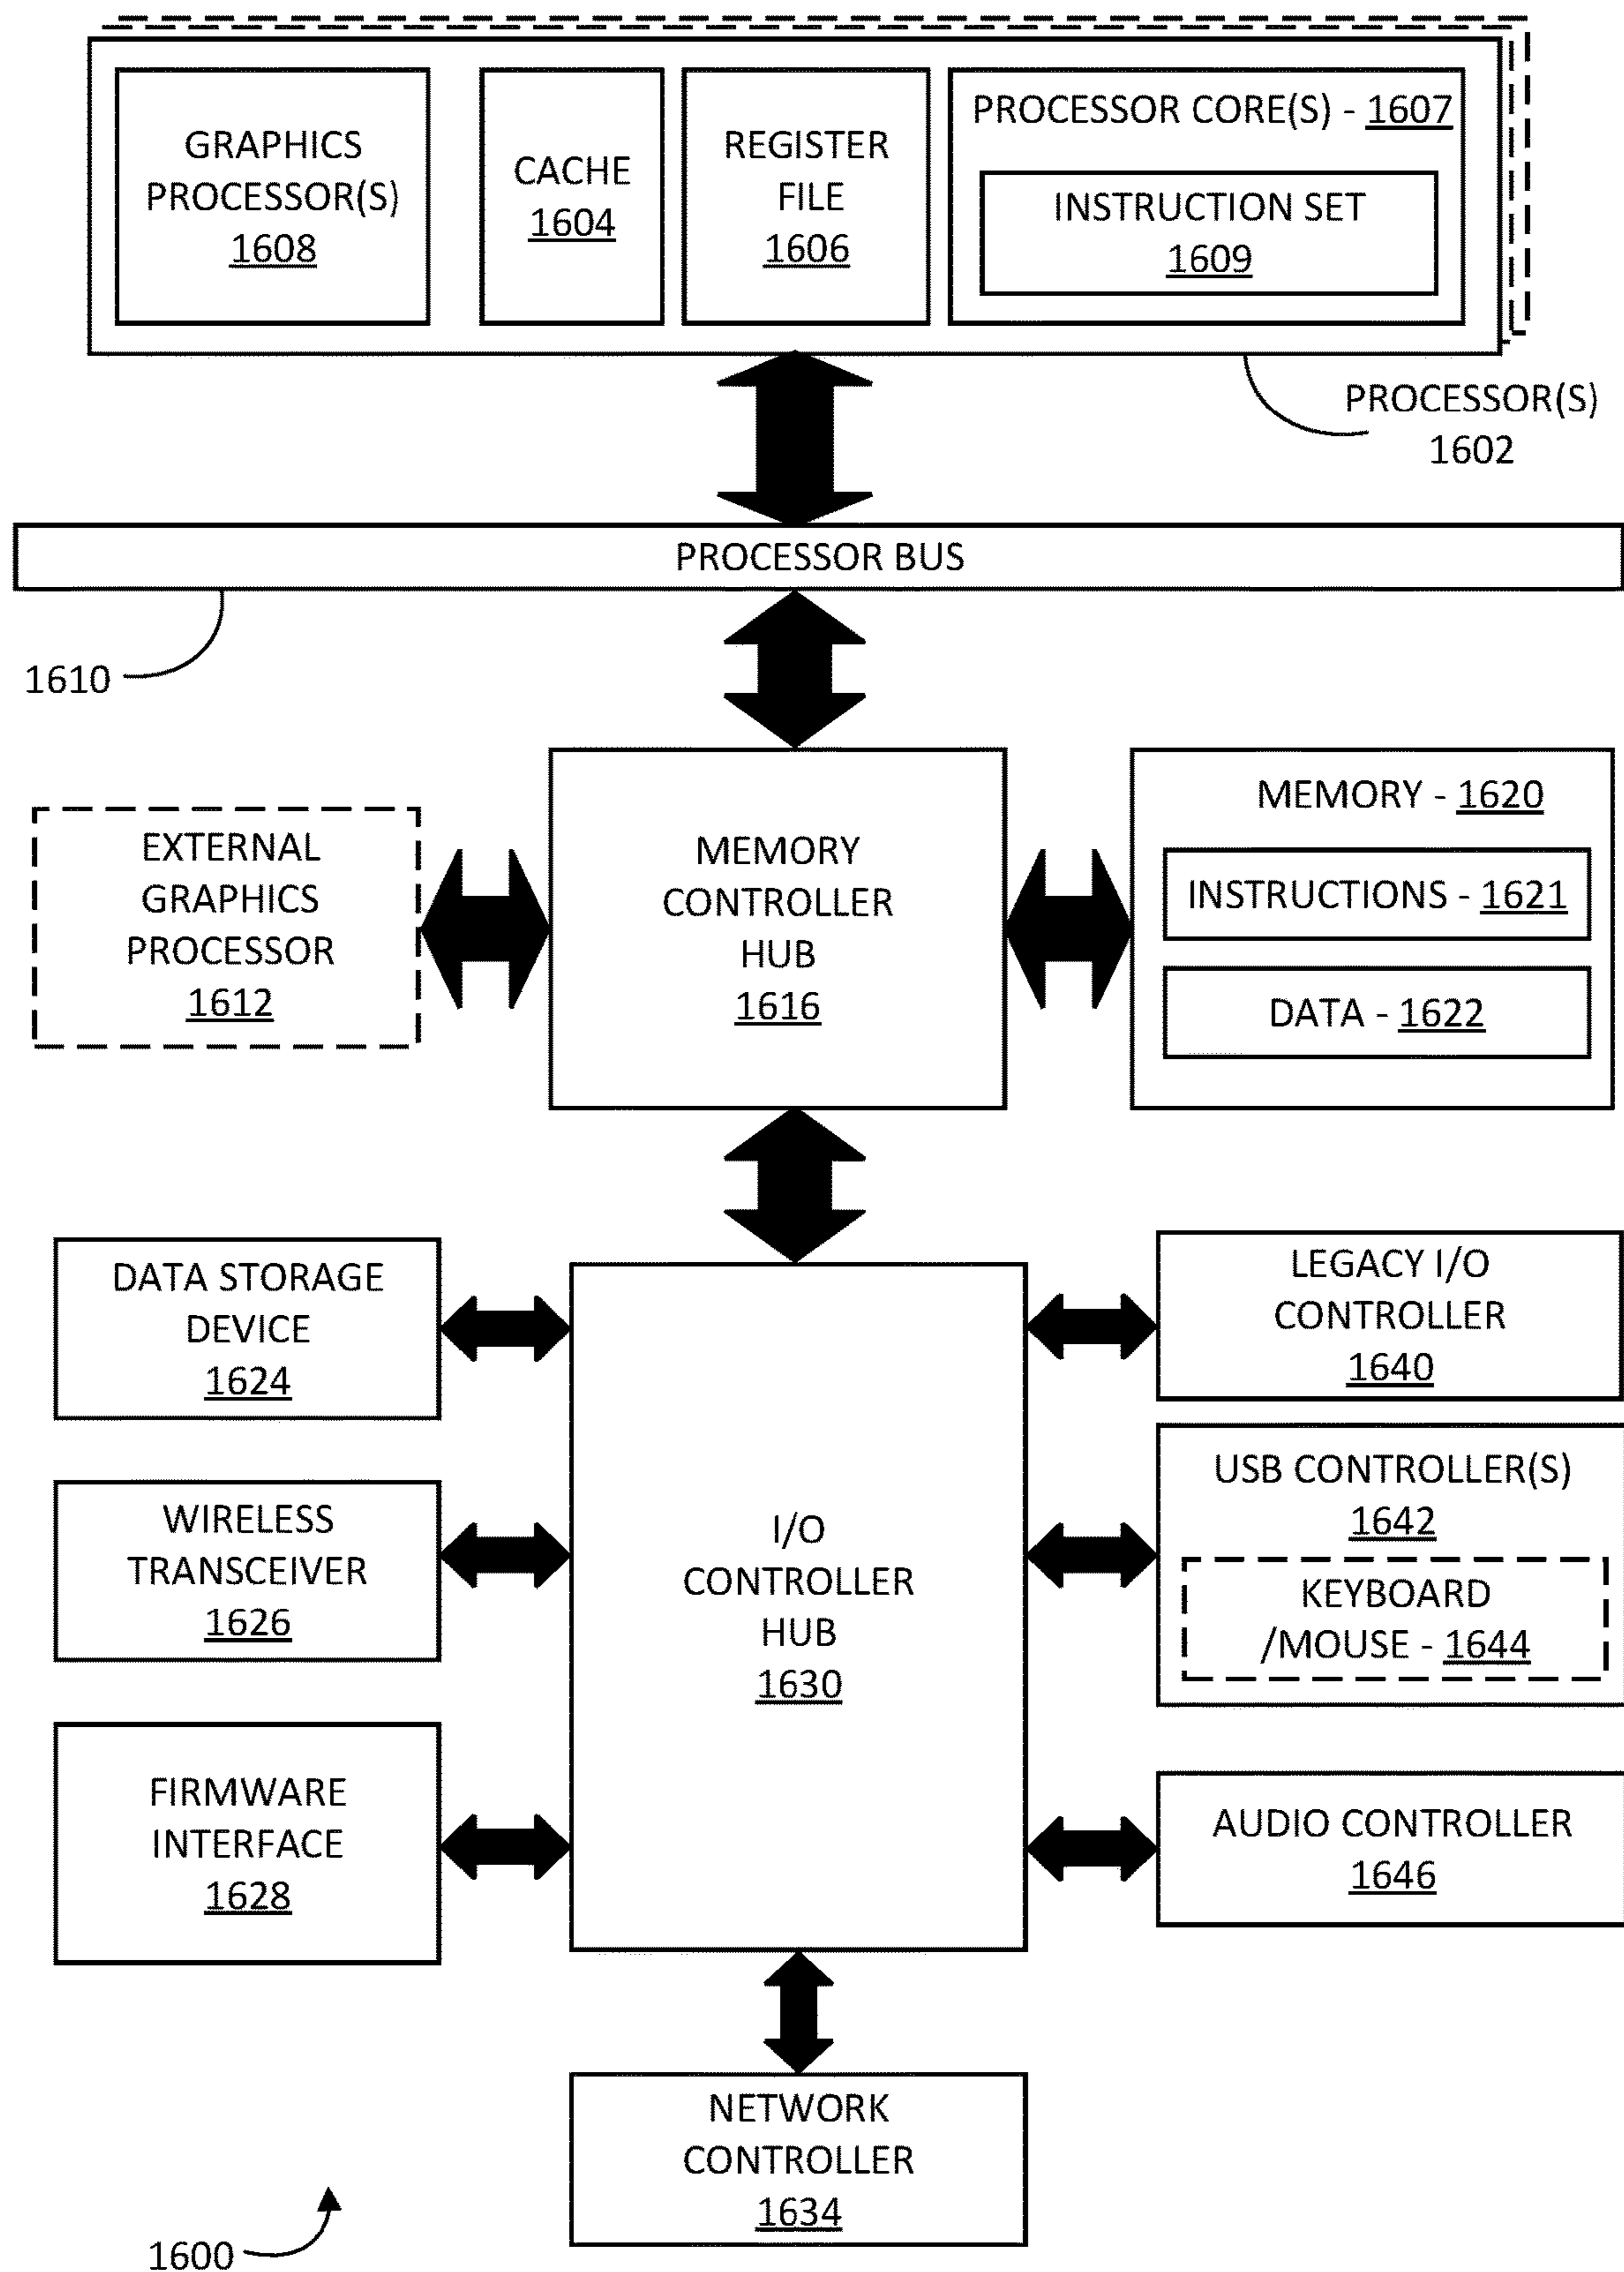 GRAPHICS
PROCESSOR(S)
1608
CACHE
1604
REGISTER
FILE
1606
PROCESSOR CORE(S) - 1607
INSTRUCTION SET
1609
PROCESSOR(S)
1602
PROCESSOR BUS
1610
EXTERNAL
GRAPHICS
PROCESSOR
1612
MEMORY
CONTROLLER
HUB
1616
MEMORY - 1620
INSTRUCTIONS - 1621
DATA - 1622
DATA STORAGE
DEVICE
1624
WIRELESS
TRANSCEIVER
1626
FIRMWARE
INTERFACE
1628
I/O
CONTROLLER
HUB
1630
LEGACY I/O
CONTROLLER
1640
USB CONTROLLER(S)
1642
KEYBOARD
/MOUSE - 1644
AUDIO CONTROLLER
1646
NETWORK
CONTROLLER
1634
1600